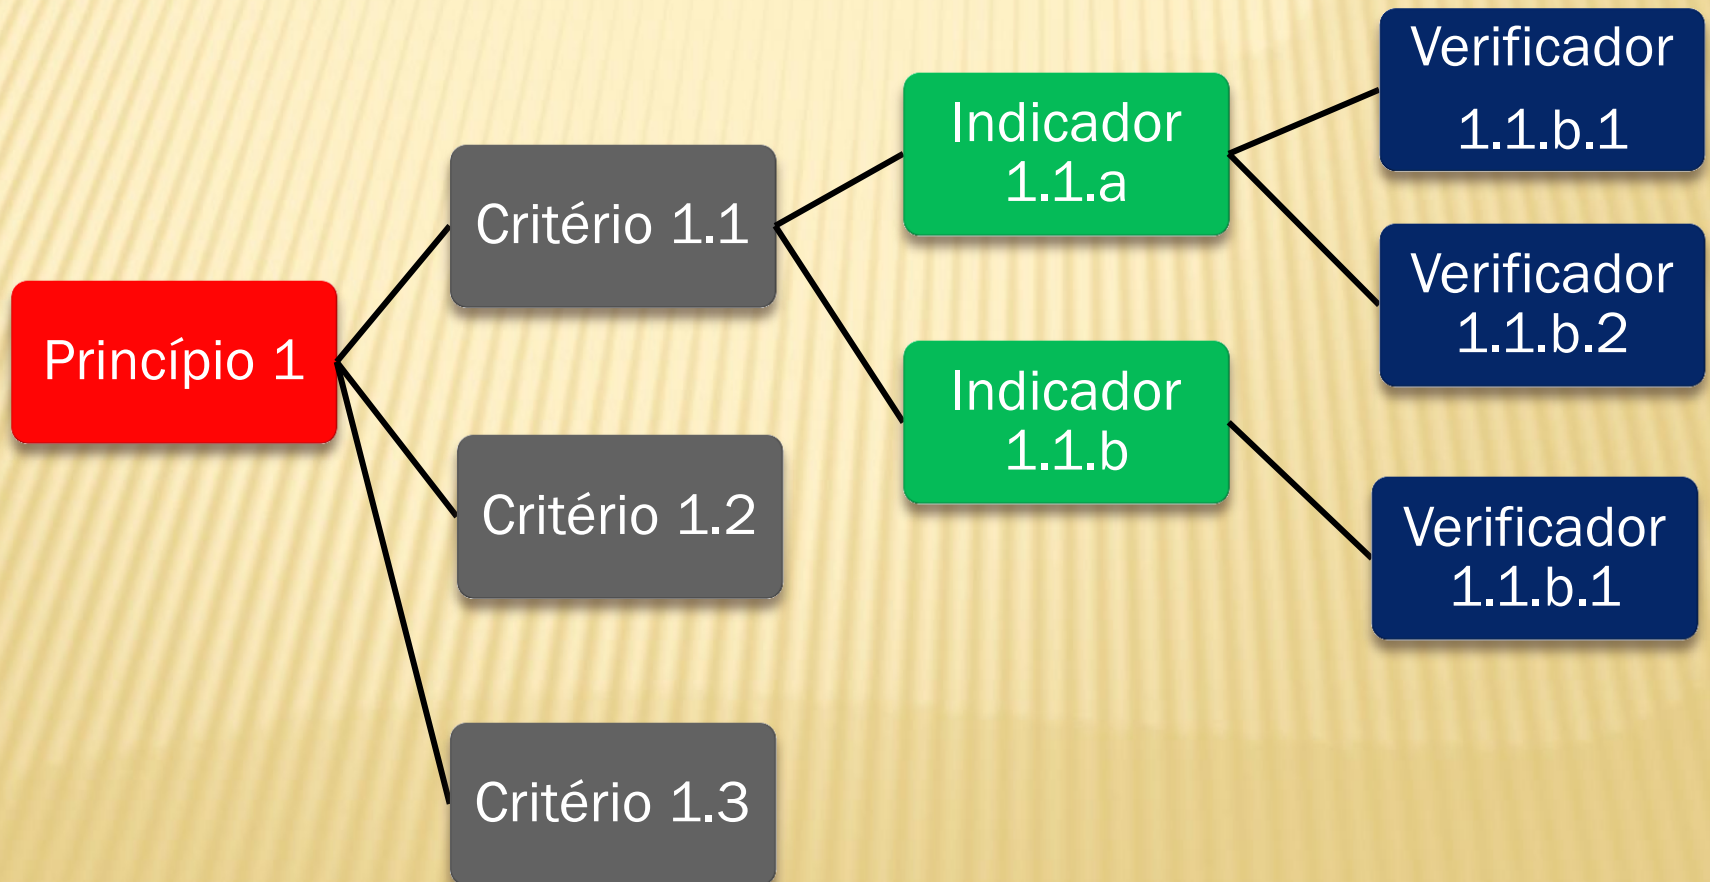 Princípio 1
Critério 1.1
Critério 1.2
Critério 1.3
Indicador
1.1.a
Indicador
1.1.b
Verificador
1.1.b.1
Verificador
1.1.b.2
Verificador
1.1.b.1